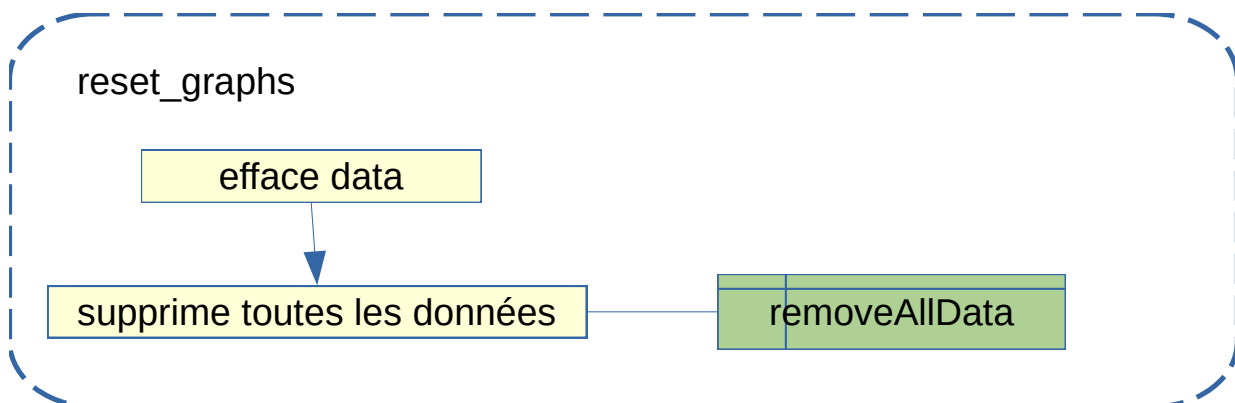 reset_graphs
efface data
supprime toutes les données
removeAllData